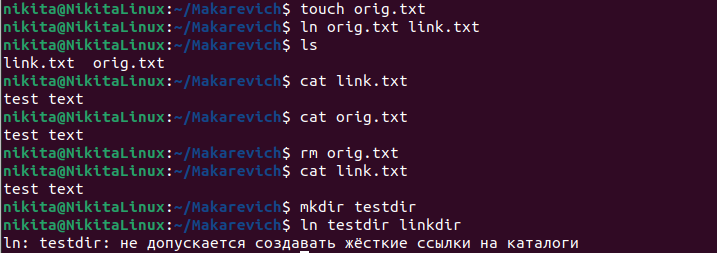 nikita@NikitaLinux:~/Makarevich$ touch orig.txt
nikita@NikitaLinux:~/Makarevich$ ln orig.txt link.txt
nikita@NikitaLinux:~/Makarevich$ ls
link.txt  orig.txt
nikita@NikitaLinux:~/Makarevich$ cat link.txt
test text
nikita@NikitaLinux:~/Makarevich$ cat orig.txt
test text
nikita@NikitaLinux:~/Makarevich$ rm orig.txt
nikita@NikitaLinux:~/Makarevich$ cat link.txt
test text
nikita@NikitaLinux:~/Makarevich$ mkdir testdir
nikita@NikitaLinux:~/Makarevich$ ln testdir linkdir
ln: testdir: не допускается создавать жёсткие ссылки на каталоги